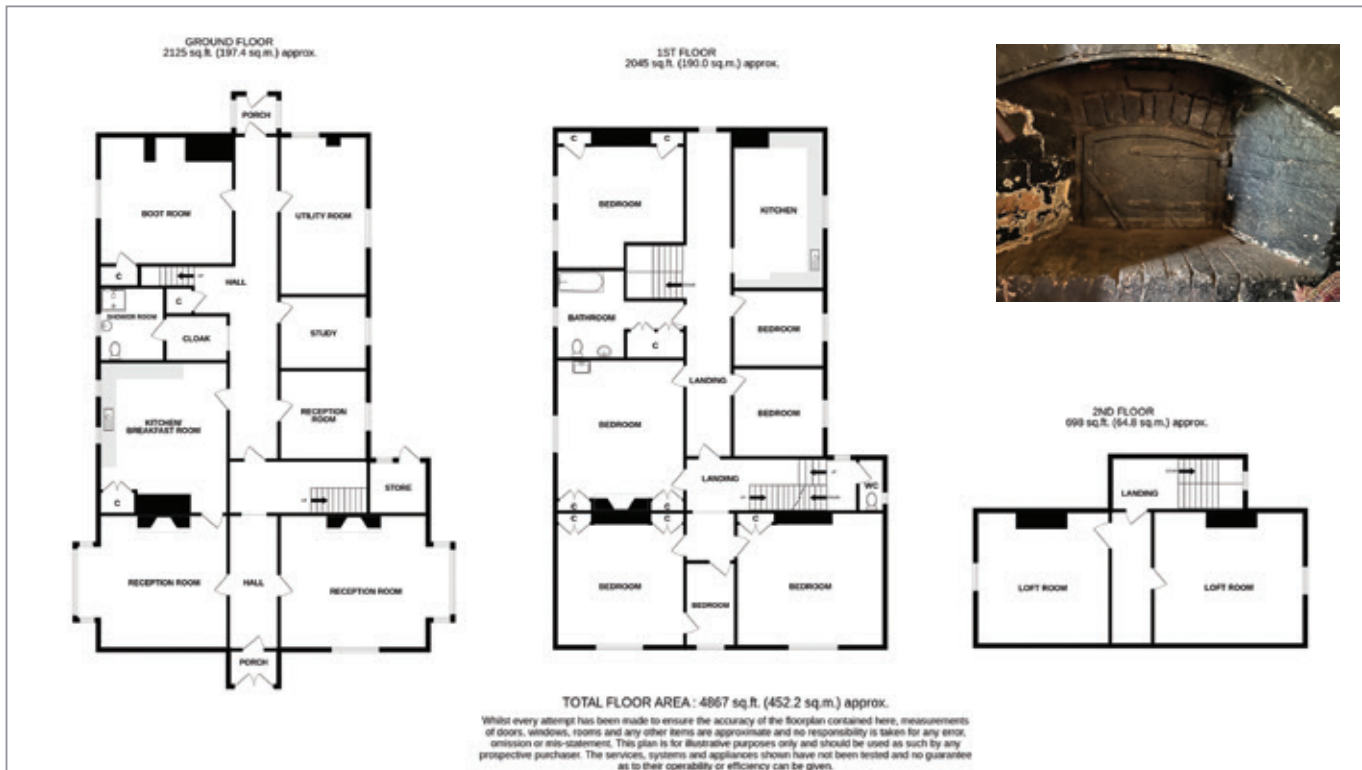 GROUND FLOOR
2125 sq.ft. (197.4 sq.m.) approx.
PORCH
BOOT ROOM
UTILITY ROOM
C
UP
HALL
C
SHOWER ROOM
CLOAK
STUDY
KITCHEN/
BREAKFAST ROOM
RECEPTION
ROOM
C
UP
STORE
RECEPTION ROOM
HALL
RECEPTION ROOM
PORCH
1ST FLOOR
2045 sq.ft. (190.0 sq.m.) approx.
C
C
BEDROOM
KITCHEN
DOWN
BATHROOM
C
BEDROOM
LANDING
BEDROOM
BEDROOM
LANDING
UP
WC
UP
DOWN
C
C
C
C
C
BEDROOM
BEDROOM
BEDROOM
2ND FLOOR
698 sq.ft. (64.8 sq.m.) approx.
DOWN
LANDING
LOFT ROOM
LOFT ROOM
TOTAL FLOOR AREA : 4867 sq.ft. (452.2 sq.m.) approx.
Whilst every attempt has been made to ensure the accuracy of the floorplan contained here, measurements
of doors, windows, rooms and any other items are approximate and no responsibility is taken for any error,
omission or mis-statement. This plan is for illustrative purposes only and should be used as such by any
prospective purchaser. The services, systems and appliances shown have not been tested and no guarantee
as to their operability or efficiency can be given.